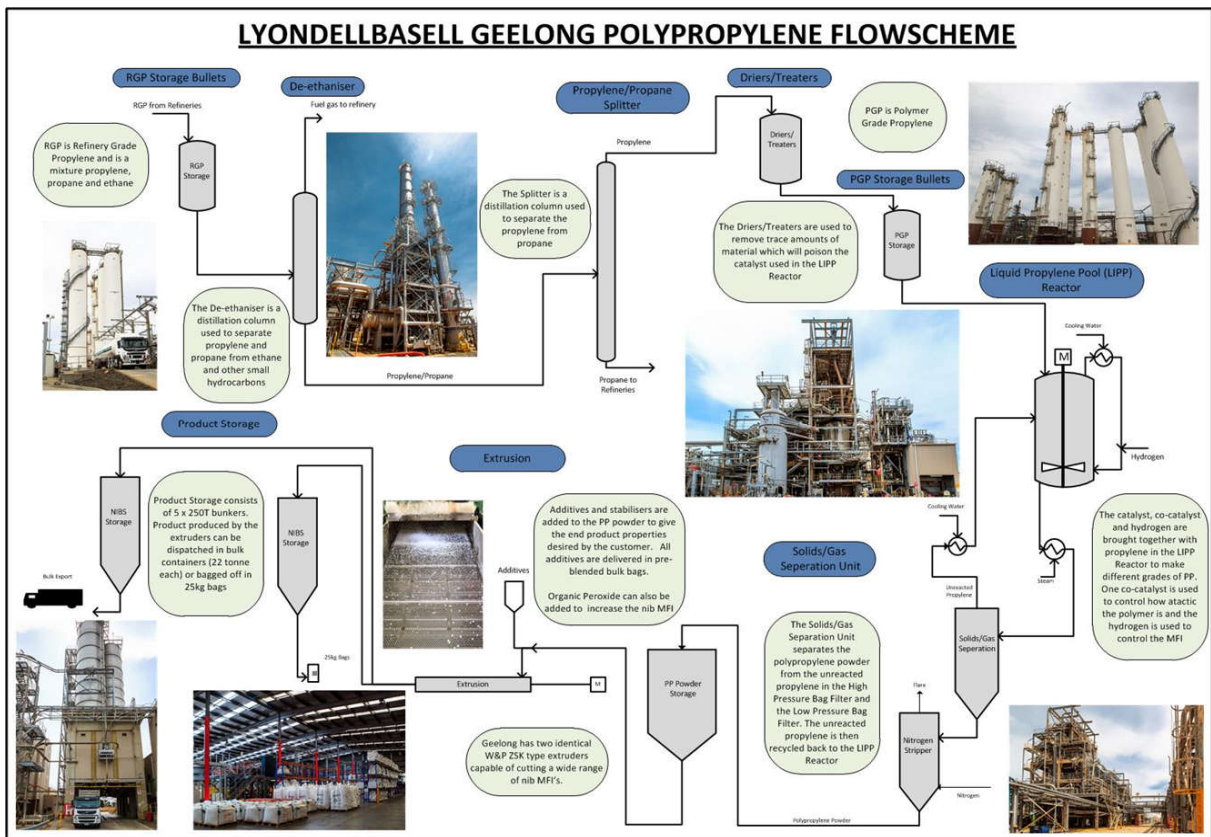 LYONDELLBASELL GEELONG POLYPROPYLENE FLOWSCHEME
RGP Storage Bullets
RGP from Refineries
RGP is Refinery Grade
Propylene and is a
mixture propylene,
propane and ethane
RGP
Storage
De-ethaniser
Fuel gas to refinery
The De-ethaniser is a
distillation column
used to separate
propylene and
propane from ethane
and other small
hydrocarbons
Propylene/Propane
Propylene/Propane
Splitter
Propylene
The Splitter is a
distillation column used
to separate the
propylene from
propane
Propane to
Refineries
Driers/Treaters
Driers/
Treaters
The Driers/Treaters are used to
remove trace amounts of
material which will poison the
catalyst used in the LIPP
Reactor
PGP is Polymer
Grade Propylene
PGP Storage Bullets
PGP
Storage
Liquid Propylene Pool (LIPP)
Reactor
Cooling Water
M
Hydrogen
Steam
The catalyst, co-catalyst
and hydrogen are
brought together with
propylene in the LIPP
Reactor to make
different grades of PP.
One co-catalyst is used
to control how atactic
the polymer is and the
hydrogen is used to
control the MFI
Cooling Water
Unreacted
Propylene
Solids/Gas
Seperation Unit
Solids/Gas
Seperation
The Solids/Gas
Separation Unit
separates the
polypropylene powder
from the unreacted
propylene in the High
Pressure Bag Filter and
the Low Pressure Bag
Filter. The unreacted
propylene is then
recycled back to the LIPP
Reactor
Flare
Nitrogen
Stripper
Nitrogen
Polypropylene Powder
PP Powder
Storage
Extrusion
Additives and stabilisers are
added to the PP powder to give
the end product properties
desired by the customer. All
additives are delivered in pre-
blended bulk bags.
Organic Peroxide can also be
added to increase the nib MFI
Additives
Extrusion
M
Geelong has two identical
W&P ZSK type extruders
capable of cutting a wide range
of nib MFI's.
Product Storage
Product Storage consists
of 5 x 250T bunkers.
Product produced by the
extruders can be
dispatched in bulk
containers (22 tonne
each) or bagged off in
25kg bags
NIBS
Storage
NIBS
Storage
Bulk Export
25kg Bags